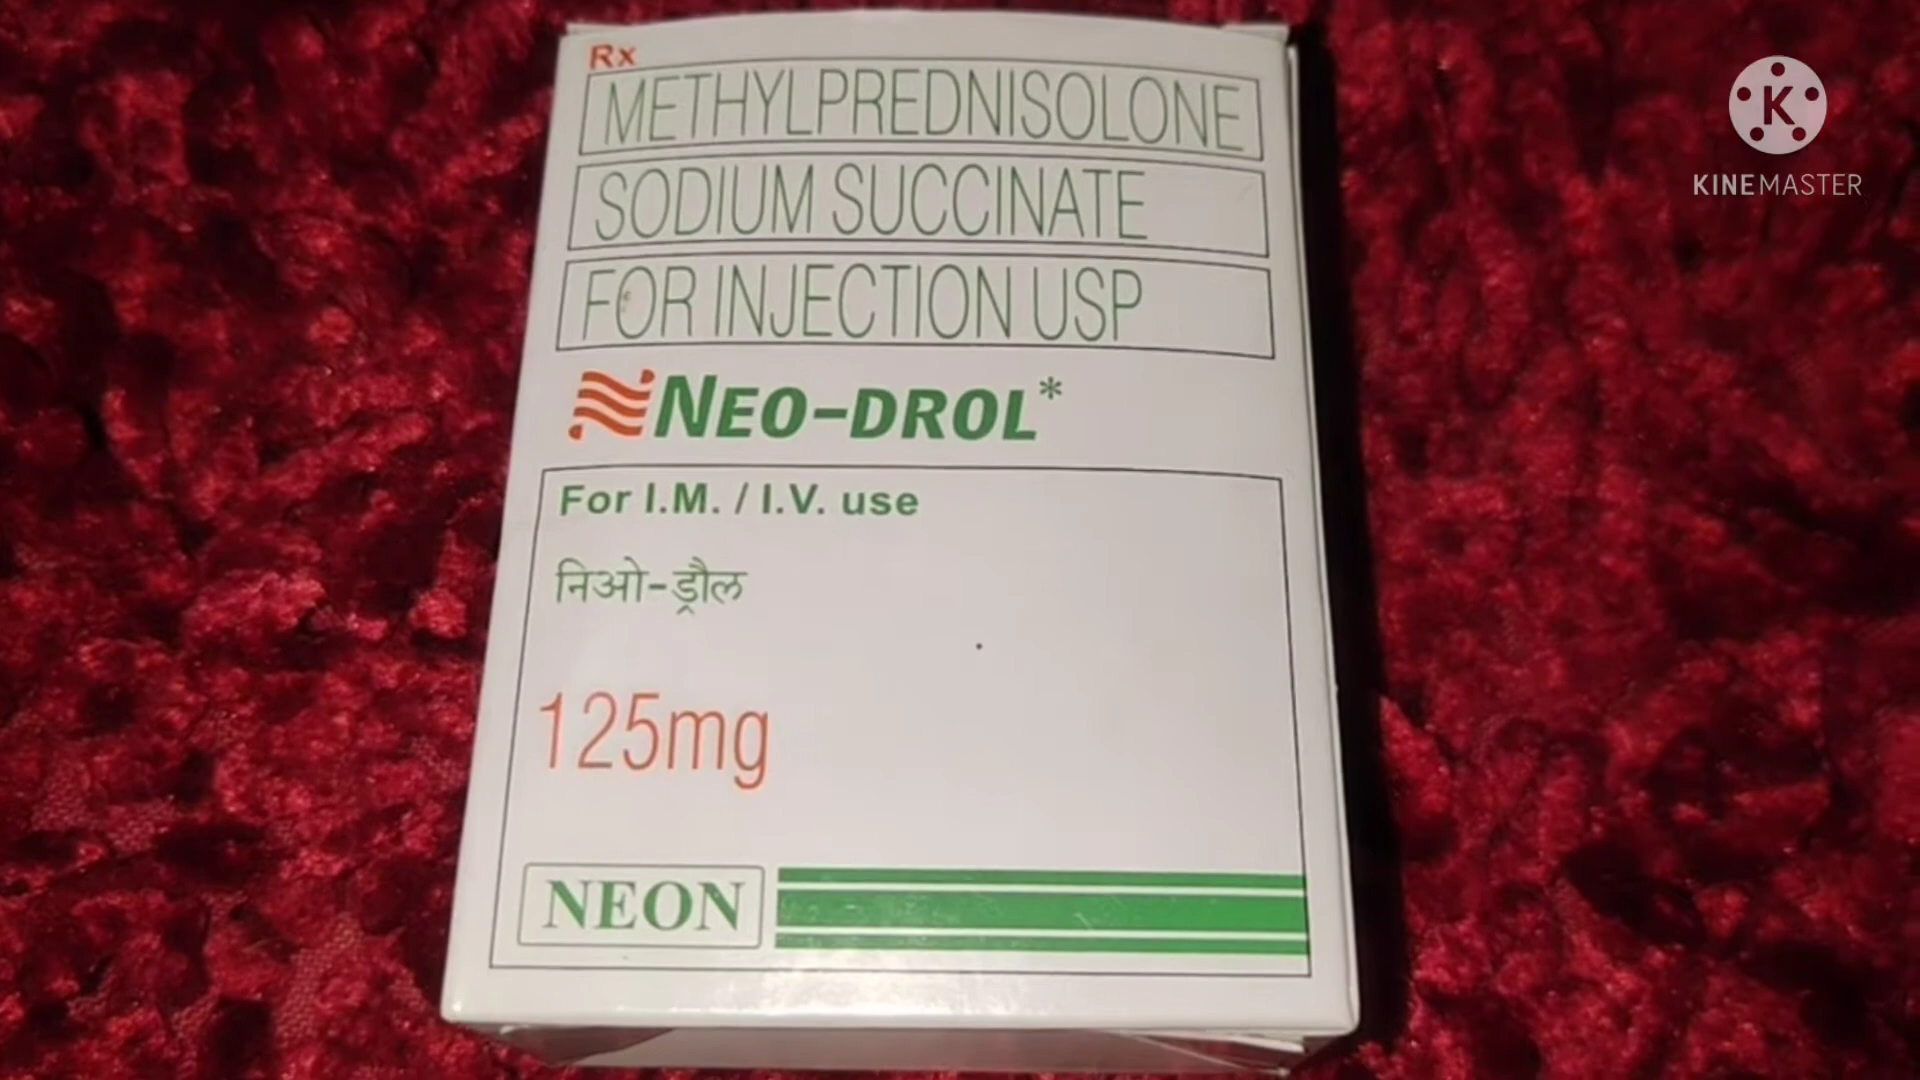 Rx
METHYLPREDNISOLONE
SODIUM SUCCINATE
FOR INJECTION USP
NEO-DROL*
For I.M. / I.V. use
निओ-ड्रौल
125mg
NEON
K
KINEMASTER